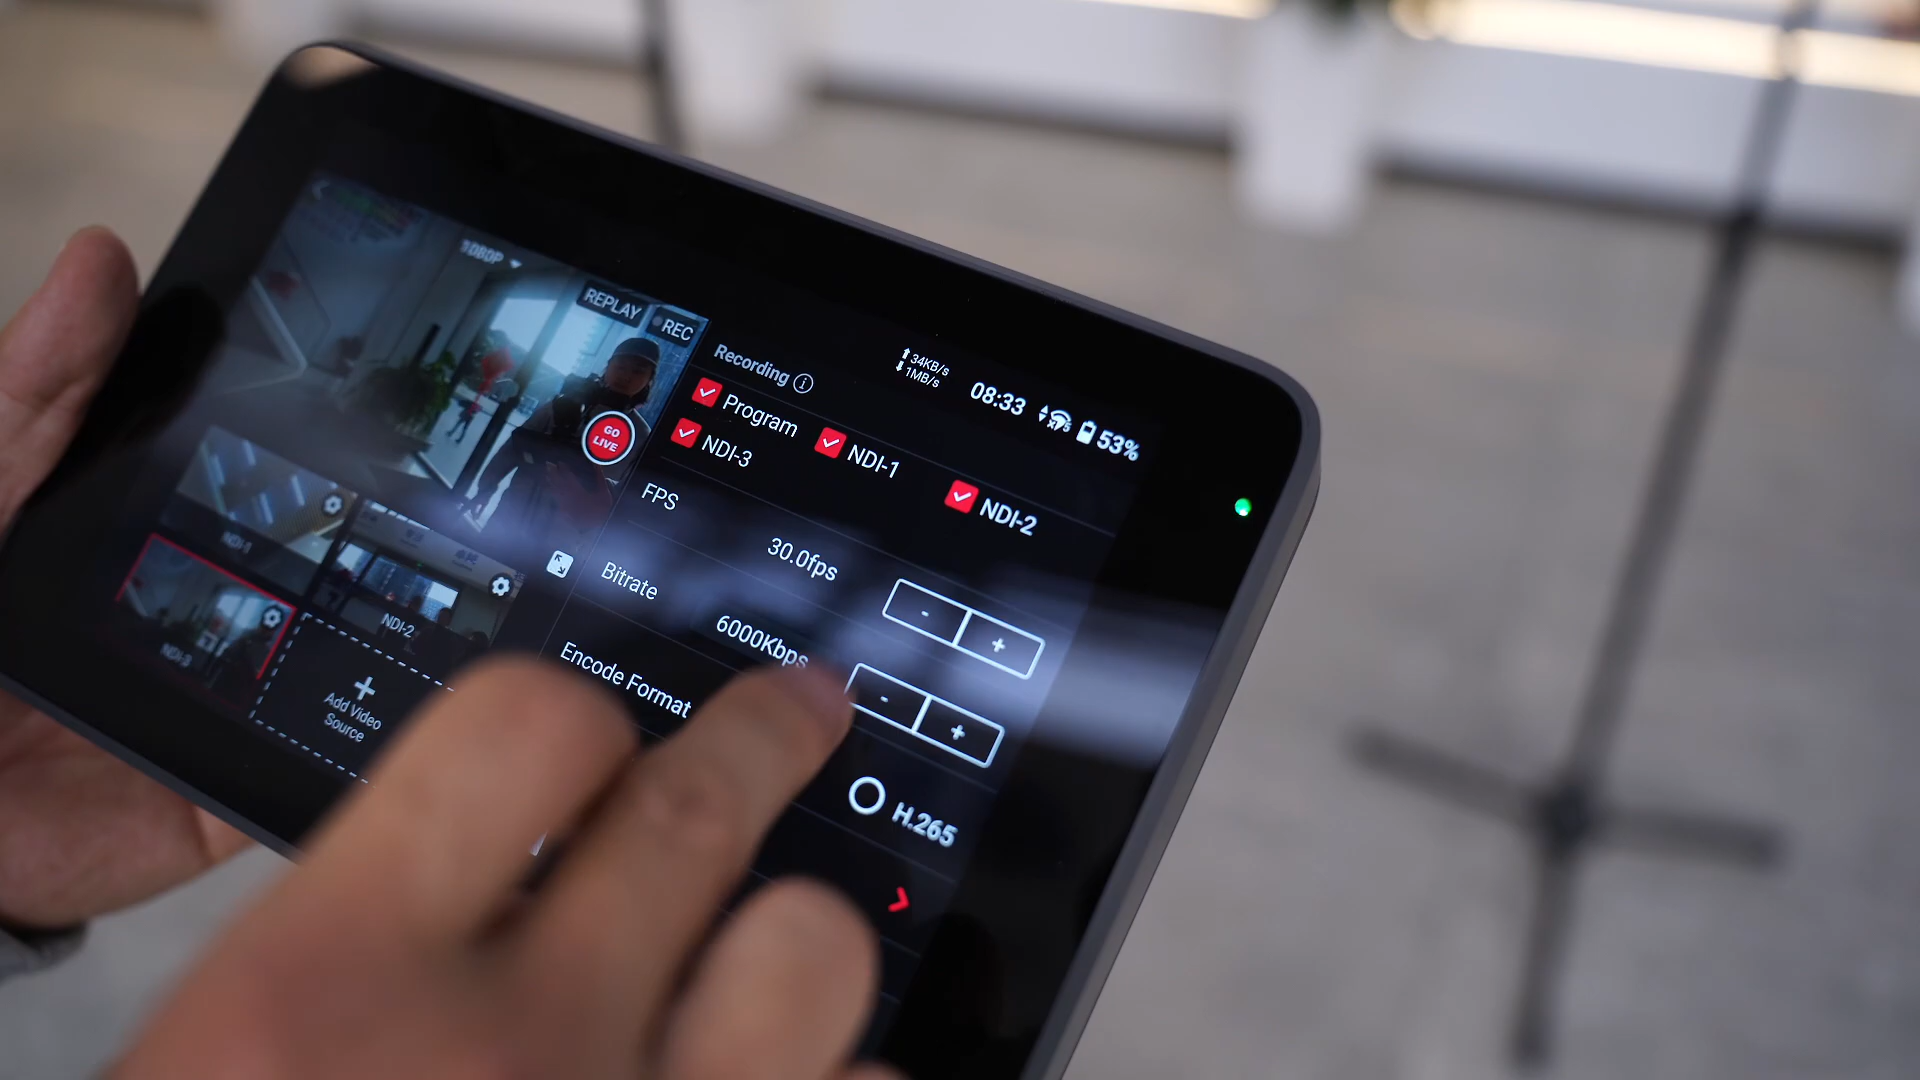 REPLAY
REC
GO
LIVE
NDI-1
NDI-2
NDI-3
+
Add Video
Source
34KB/s
1MB/s
08:33
53%
Recording
Program
NDI-1
NDI-2
NDI-3
FPS
30.0fps
- +
Bitrate
6000Kbps
- +
Encode Format
H.265